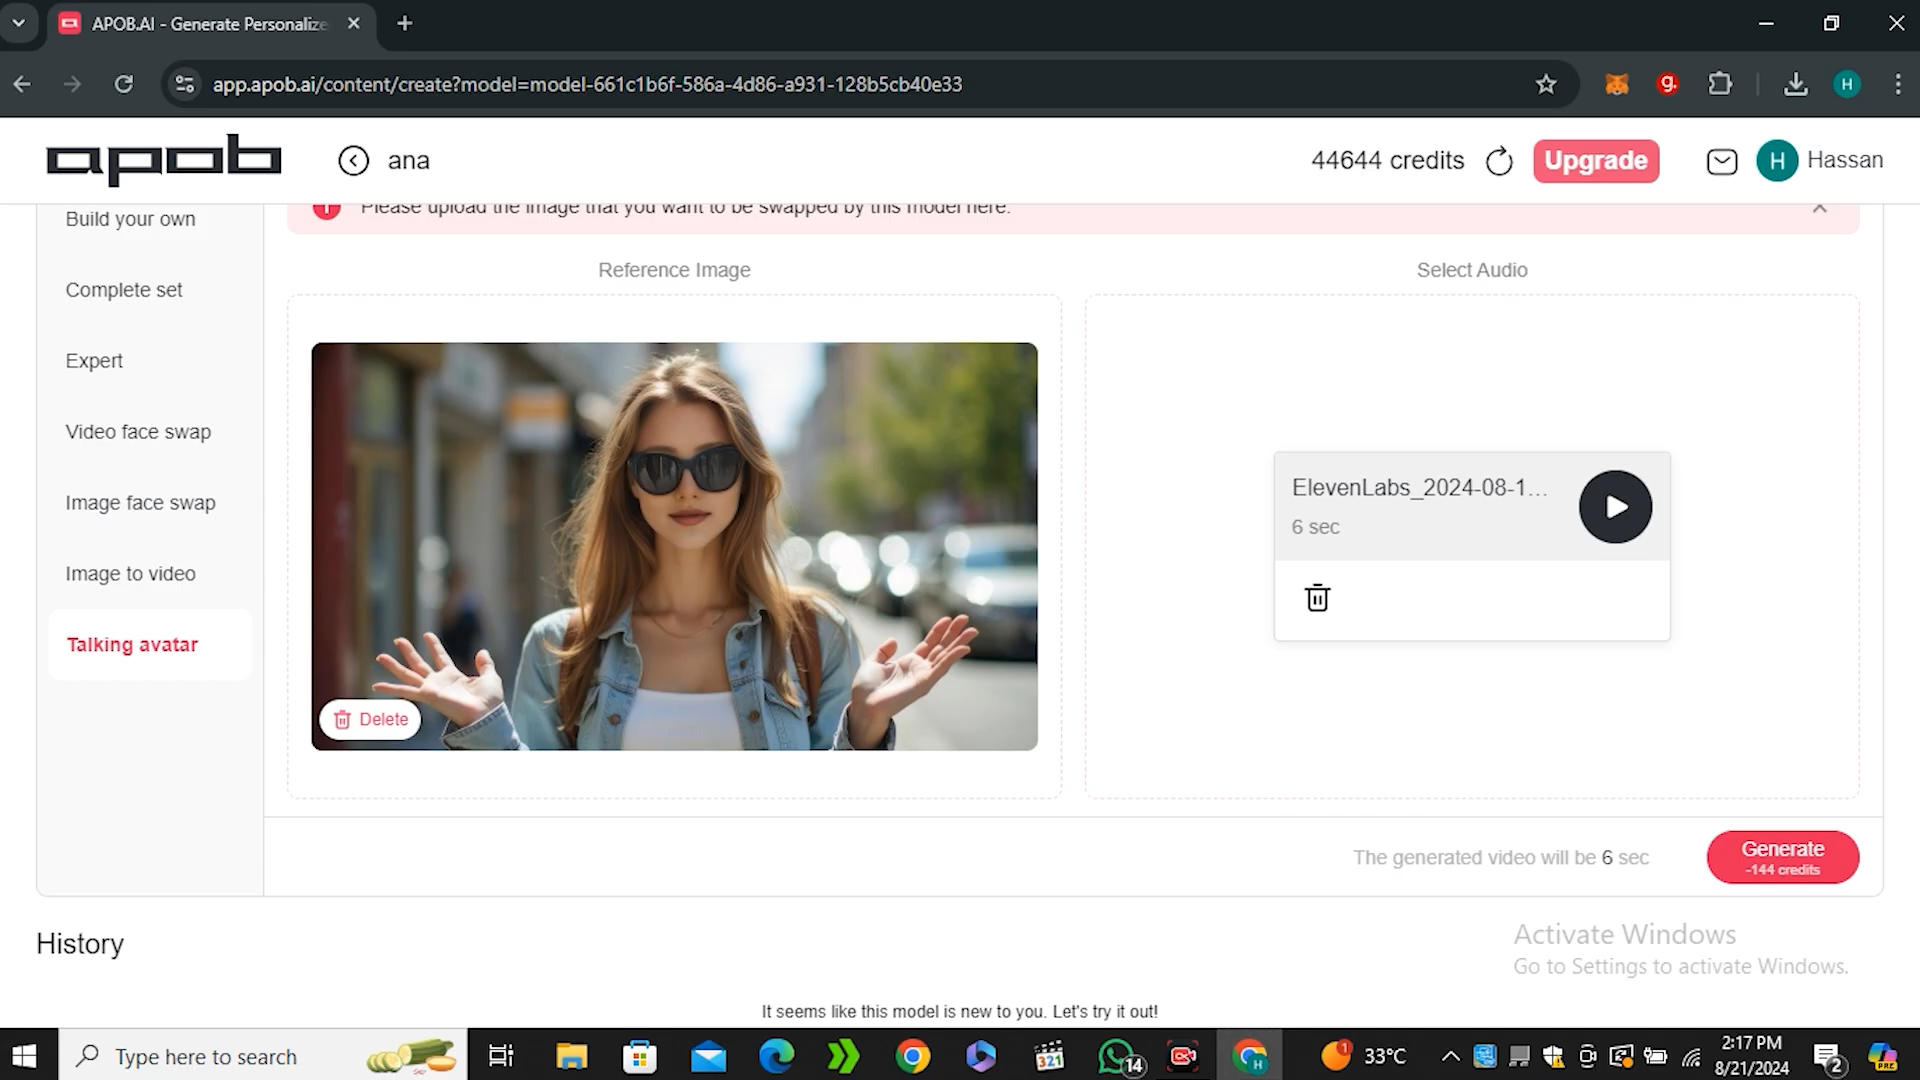 APOB.AI - Generate Personalize
app.apob.ai/content/create?model=model-661c1b6f-586a-4d86-a931-128b5cb40e33
g.
H
apob
ana
44644 credits
Upgrade
H
Hassan
Please upload the image that you want to be swapped by this model here.
Build your own
Complete set
Expert
Video face swap
Image face swap
Image to video
Talking avatar
Reference Image
Select Audio
Delete
ElevenLabs_2024-08-1...
6 sec
The generated video will be 6 sec
Generate
-144 credits
History
Activate Windows
Go to Settings to activate Windows.
It seems like this model is new to you. Let's try it out!
Type here to search
321
14
H
1
33°C
2:17 PM
8/21/2024
2
PRE